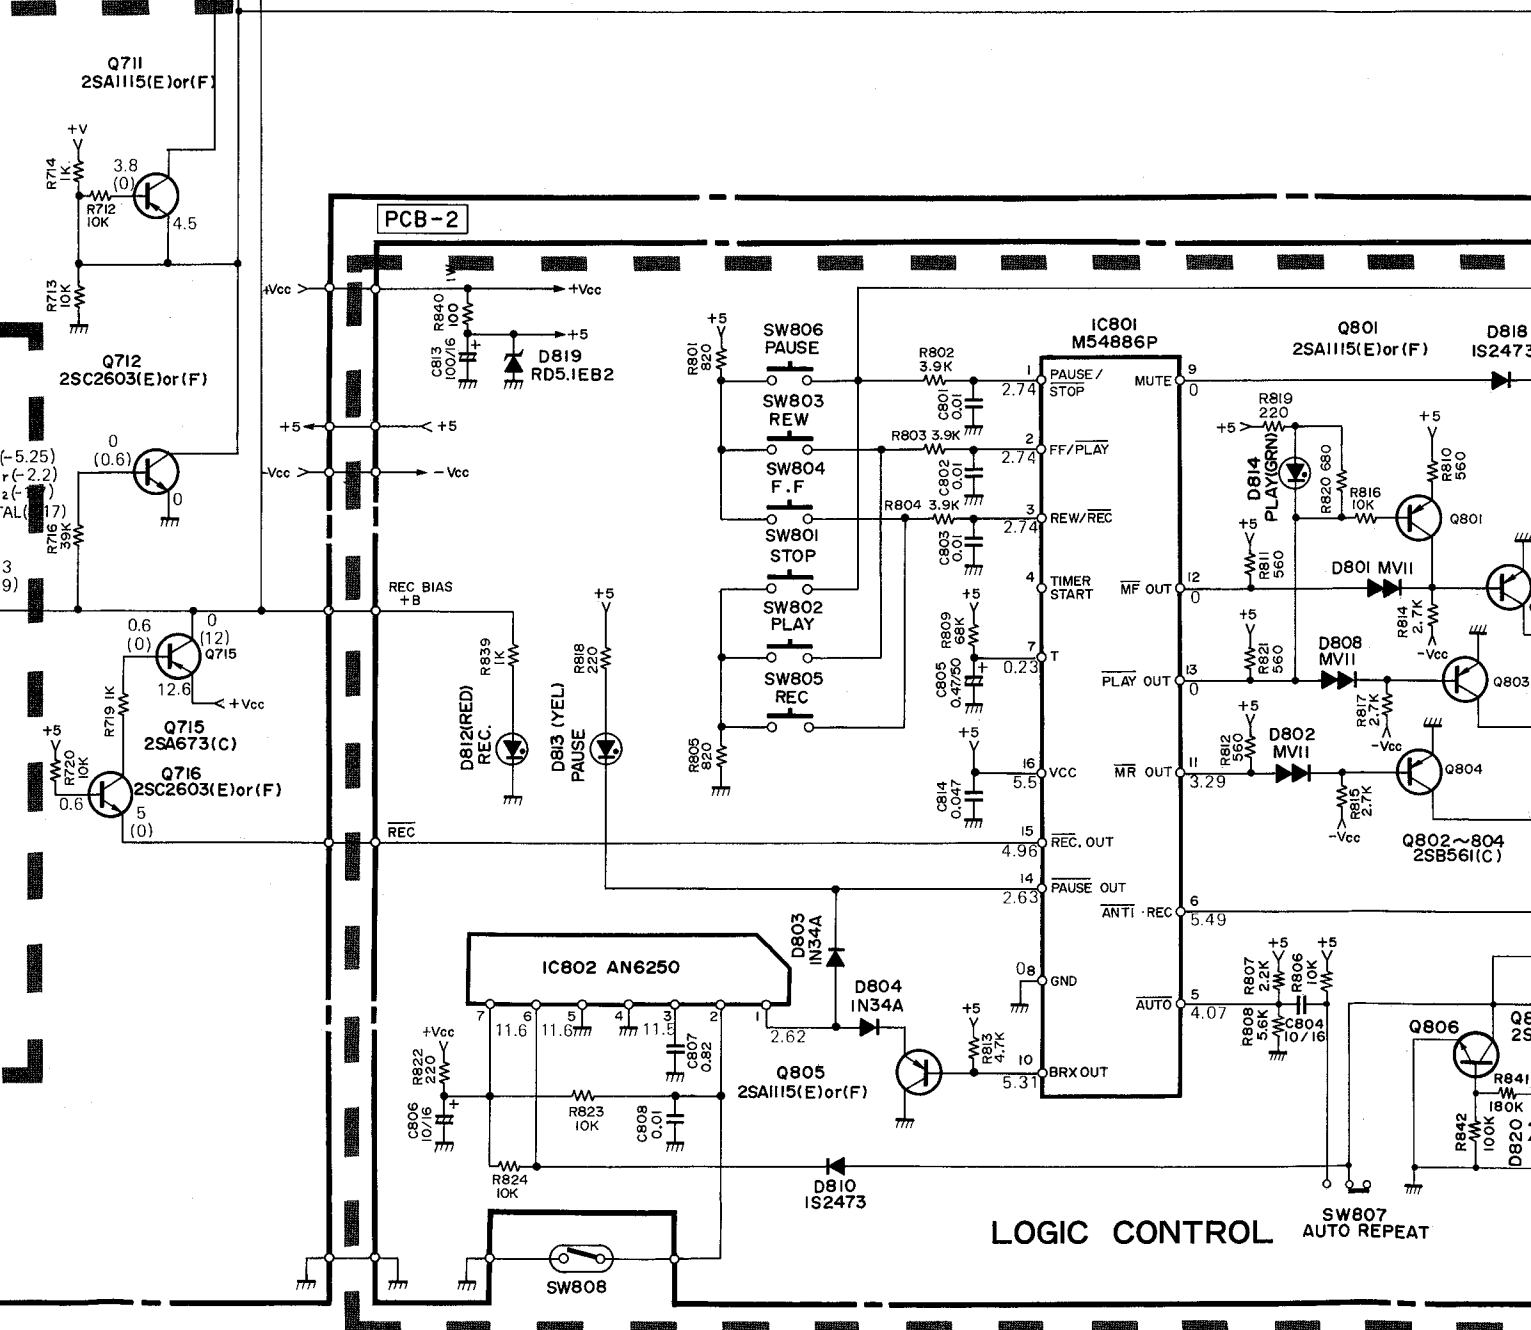 Q711
2SA1115(E)or(F)
+V
R714
1K
3.8
(0)
R712
10K
4.5
R713
10K
Q712
2SC2603(E)or(F)
0
(0.6)
0
(-5.25)
(-2.2)
R716
39K
3
9)
0.6
(0)
0
(12)
Q715
12.6
+Vcc
R719 1K
Q715
2SA673(C)
+5
R720
10K
Q716
2SC2603(E)or(F)
0.6
5
(0)
PCB-2
+Vcc
+Vcc
R840
100
1W
+5
C813
100/16
+
D819
RD5.1EB2
+5
+5
-Vcc
-Vcc
REC BIAS
+B
R839
1K
+5
R818
220
D812(RED)
REC.
D813 (YEL)
PAUSE
REC
+5
R801
820
SW806
PAUSE
SW803
REW
SW804
F.F
SW801
STOP
SW802
PLAY
SW805
REC
R805
820
R802
3.9K
C801
0.01
R803 3.9K
C802
0.01
R804 3.9K
C803
0.01
+5
R809
68K
C805
0.47/50
+
+5
C814
0.047
IC801
M54886P
1
2.74
PAUSE/
STOP
2
2.74
FF/PLAY
3
2.74
REW/REC
4
TIMER
START
7
0.23
T
16
5.5
VCC
15
4.96
REC. OUT
14
2.63
PAUSE OUT
0 8
GND
10
5.31
BRX OUT
MUTE
9
0
MF OUT
12
0
PLAY OUT
13
0
MR OUT
11
3.29
ANTI-REC
6
5.49
AUTO
5
4.07
Q801
2SA1115(E)or(F)
D818
1S2473
R819
220
+5
D814
PLAY(GRN)
R820 680
R816
10K
+5
R810
560
Q801
+5
R811
560
D801 MV11
R814
2.7K
-Vcc
+5
R821
560
D808
MV11
R817
2.7K
-Vcc
Q803
+5
R812
560
D802
MV11
R815
2.7K
-Vcc
Q804
Q802~804
2SB561(C)
+5
R807
2.2K
+5
R806
10K
R808
5.6K
C804
10/16
Q806
R841
180K
R842
100K
D820
SW807
AUTO REPEAT
IC802 AN6250
7
6
5
4
3
2
1
11.6
11.6
11.5
2.62
+Vcc
R822
220
C806
10/16
+
R823
10K
C807
0.82
C808
0.01
R824
10K
D803
1N34A
D804
1N34A
Q805
2SA1115(E)or(F)
+5
R813
4.7K
D810
1S2473
SW808
LOGIC CONTROL